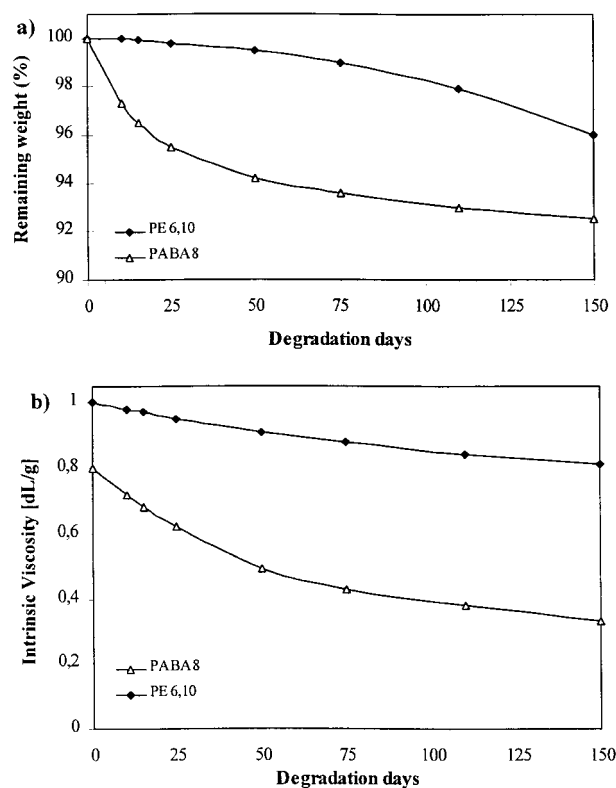 a)
100
98
96
94
92
90
Remaining weight (%)
PE 6,10
PABA8
0 25 50 75 100 125 150
Degradation days
b)
1
0,8
0,6
0,4
0,2
0
Intrinsic Viscosity [dL/g]
PABA8
PE 6,10
0 25 50 75 100 125 150
Degradation days